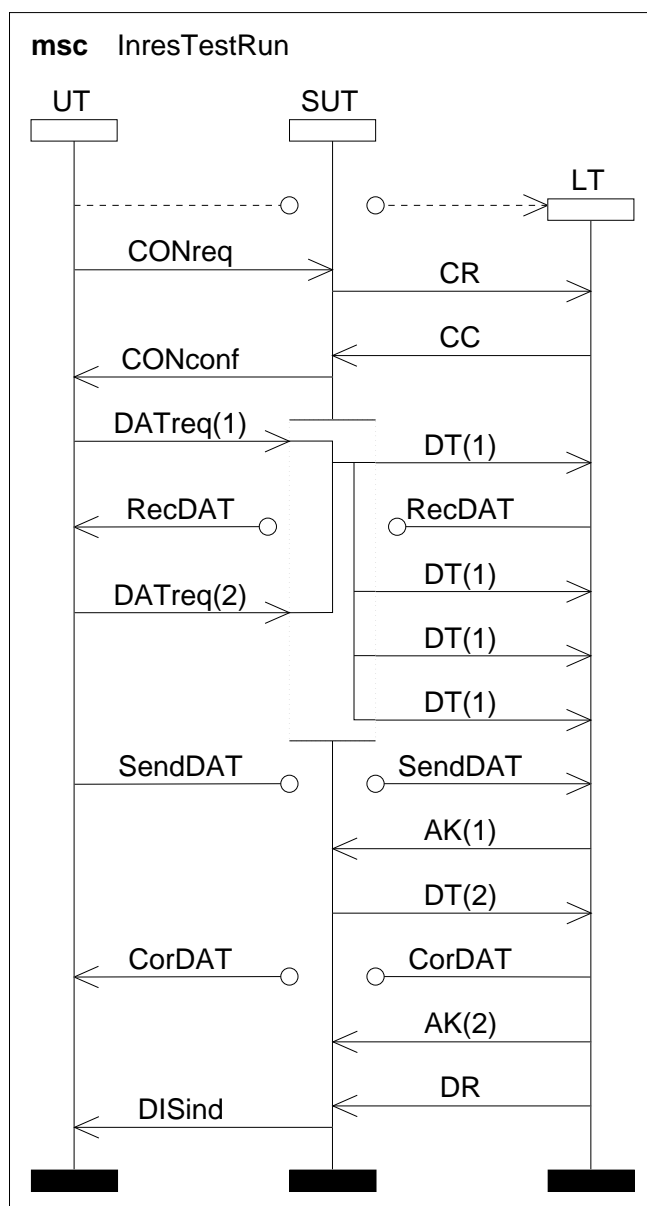 msc InresTestRun
UT
SUT
LT
CONreq
CR
CC
CONconf
DATreq(1)
DT(1)
RecDAT
RecDAT
DT(1)
DATreq(2)
DT(1)
DT(1)
SendDAT
SendDAT
AK(1)
DT(2)
CorDAT
CorDAT
AK(2)
DR
DISind